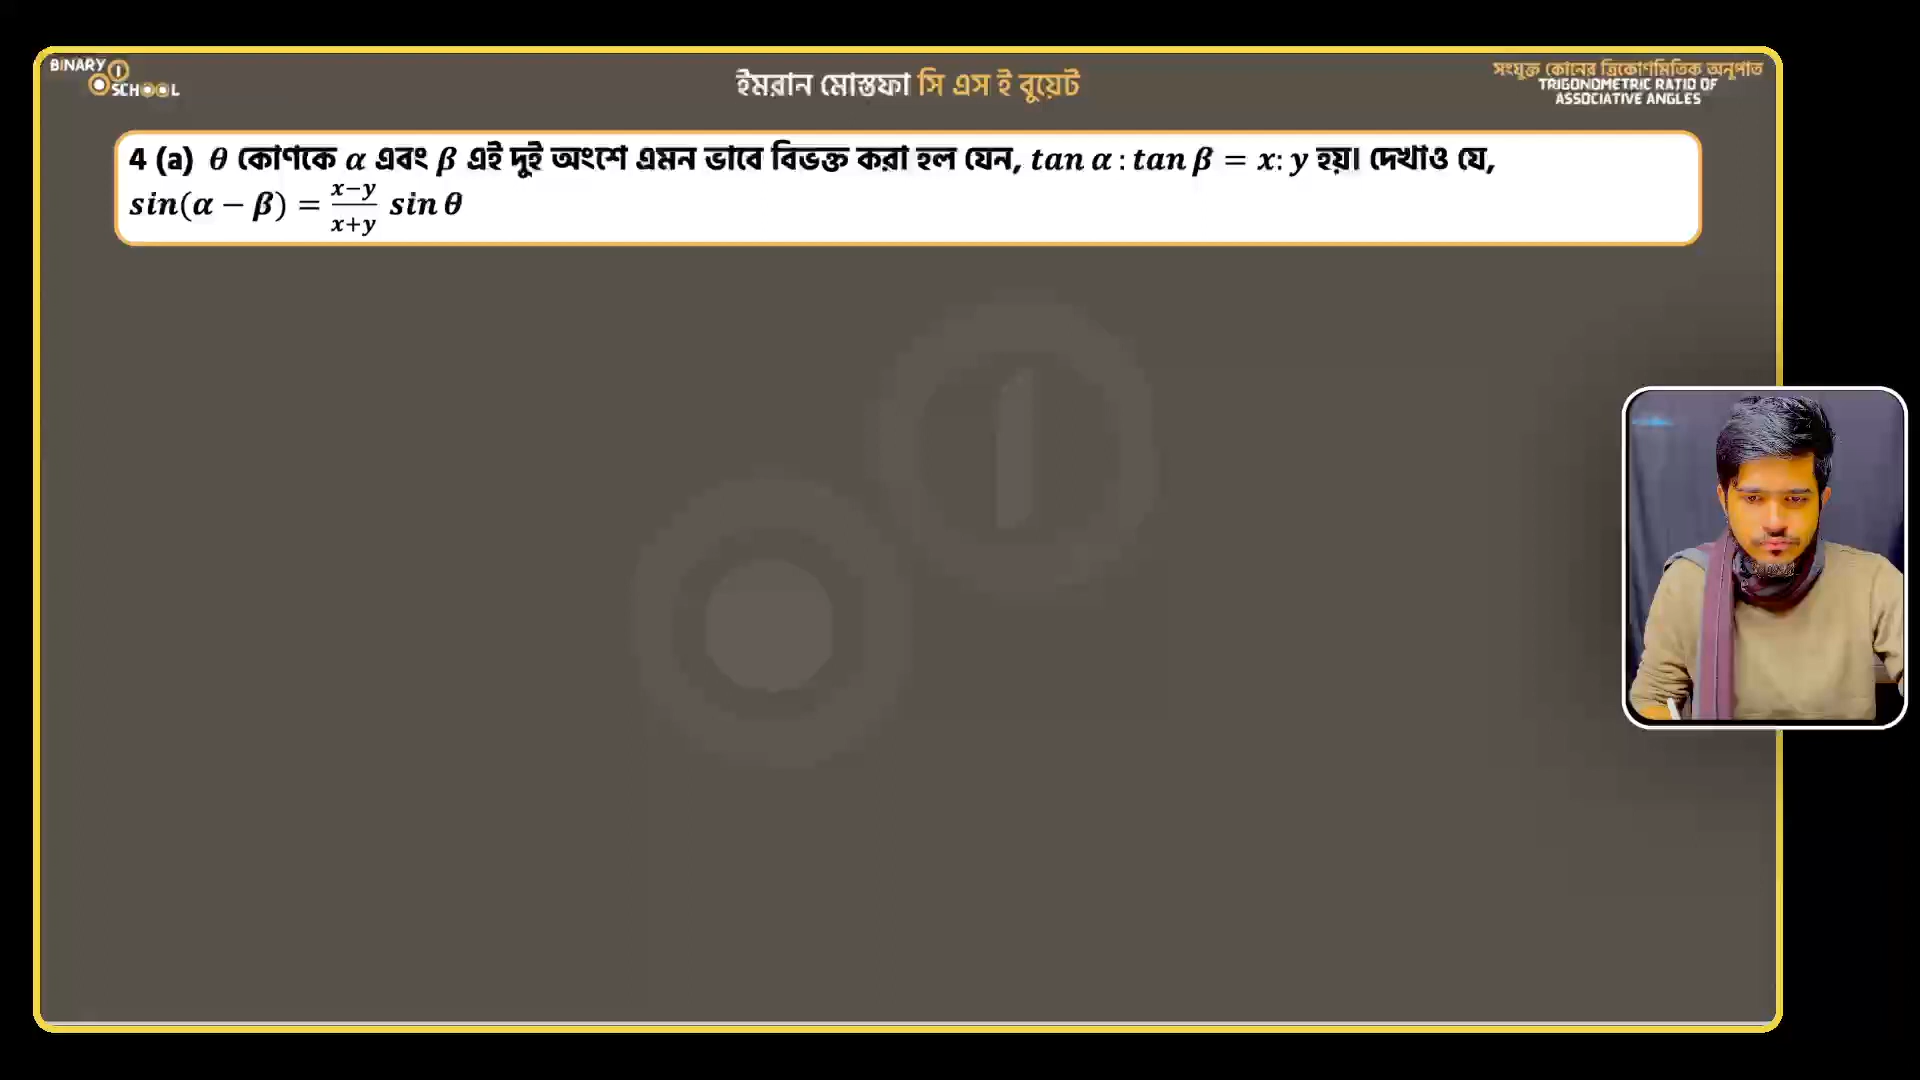 BINARY
SCHOOL
ইমরান মোস্তফা সি এস ই বুয়েট
সংযুক্ত কোনের ত্রিকোণমিতিক অনুপাত
TRIGONOMETRIC RATIO OF
ASSOCIATIVE ANGLES
4 (a) θ কোণকে α এবং β এই দুই অংশে এমন ভাবে বিভক্ত করা হল যেন, tan α : tan β = x: y হয়। দেখাও যে,
sin(α − β) = \frac{x−y}{x+y} sin θ